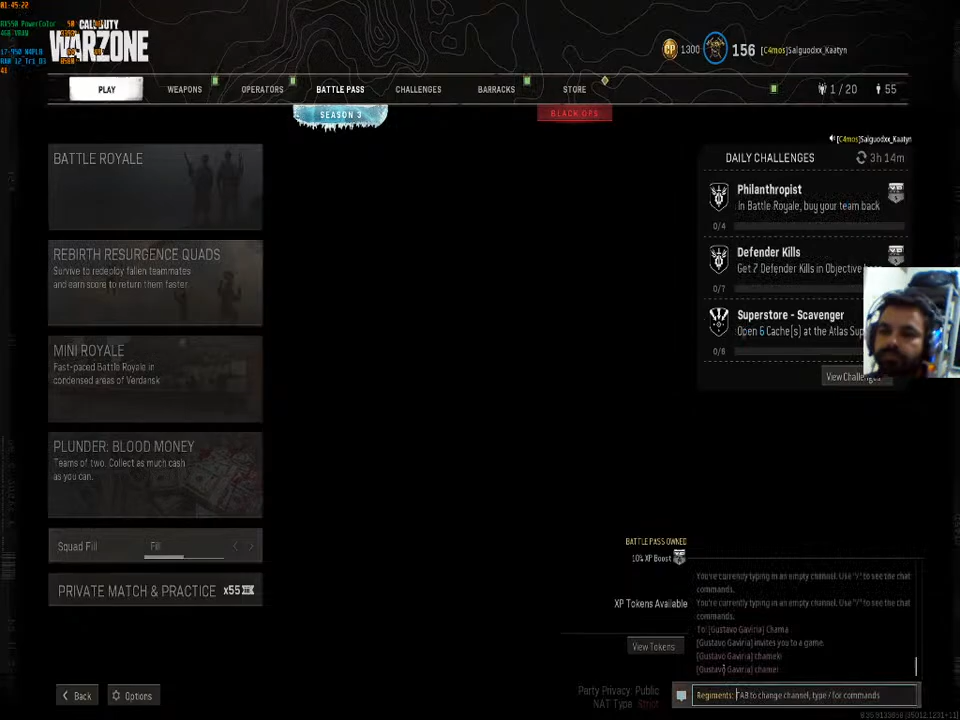 01-45-22
CALL OF DUTY
WARZONE
CP 1300
156
[C4mos]Salguodxx_Kaatyn
PLAY
WEAPONS
OPERATORS
BATTLE PASS
CHALLENGES
BARRACKS
STORE
1 / 20
55
SEASON 3
BLACK OPS
[C4mos]Salguodxx_Kaatyn
BATTLE ROYALE
REBIRTH RESURGENCE QUADS
Survive to redeploy fallen teammates
and earn score to return them faster
MINI ROYALE
Fast-paced Battle Royale in
condensed areas of Verdansk
PLUNDER: BLOOD MONEY
Teams of two. Collect as much cash
as you can.
Squad Fill
Fill
PRIVATE MATCH & PRACTICE x55
Back
Options
DAILY CHALLENGES
3h 14m
Philanthropist
In Battle Royale, buy your team back
0/4
Defender Kills
Get 7 Defender Kills in Objective
0/7
Superstore - Scavenger
Open 6 Cache(s) at the Atlas
0/6
View Challenges
BATTLE PASS OWNED
10% XP Boost
XP Tokens Available
View Tokens
You're currently typing in an empty channel. Use "/" to see the chat
commands.
You're currently typing in an empty channel. Use "/" to see the chat
commands.
To [Gustavo Gaviria] Chama
[Gustavo Gaviria] invites you to a game.
[Gustavo Gaviria] chameki
[Gustavo Gaviria] chamei
Party Privacy: Public
NAT Type Strict
Regiments: TAB to change channel, type / for commands